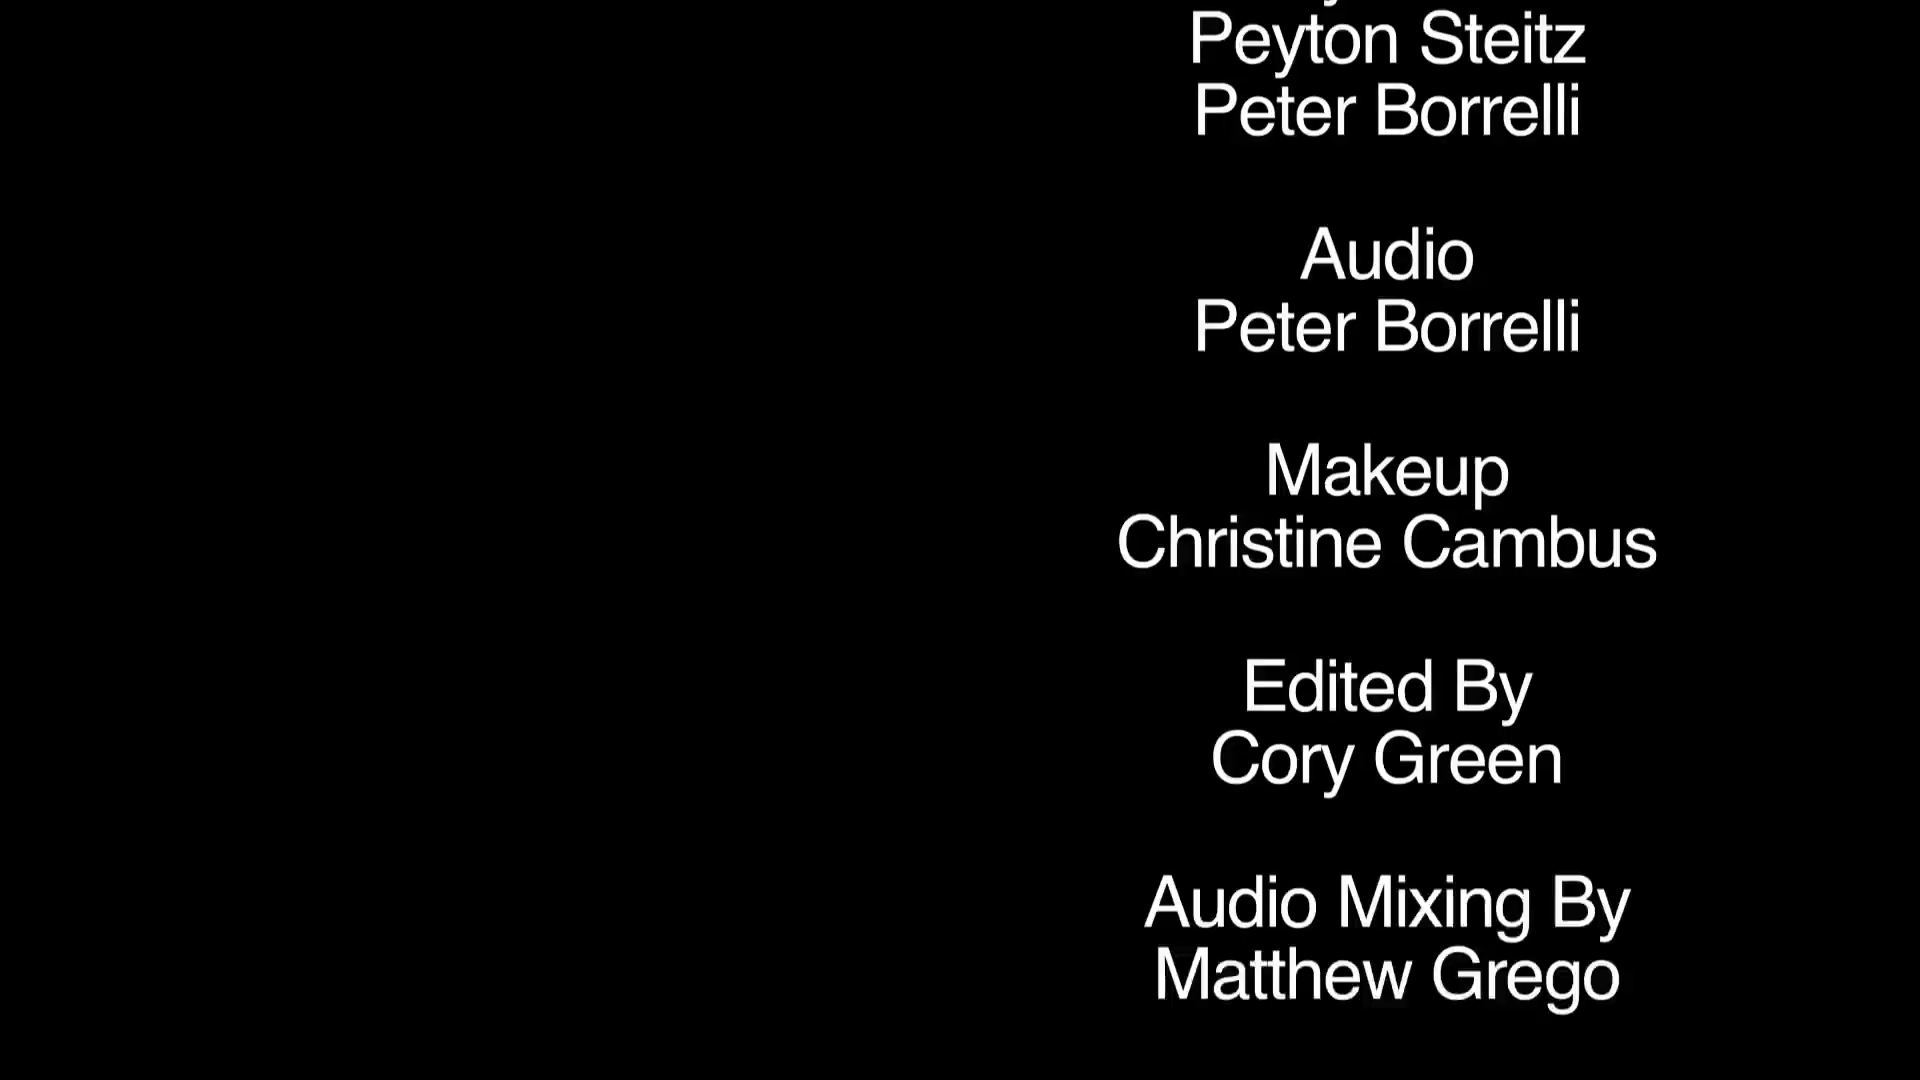 Peyton Steitz
Peter Borrelli
Audio
Peter Borrelli
Makeup
Christine Cambus
Edited By
Cory Green
Audio Mixing By
Matthew Grego